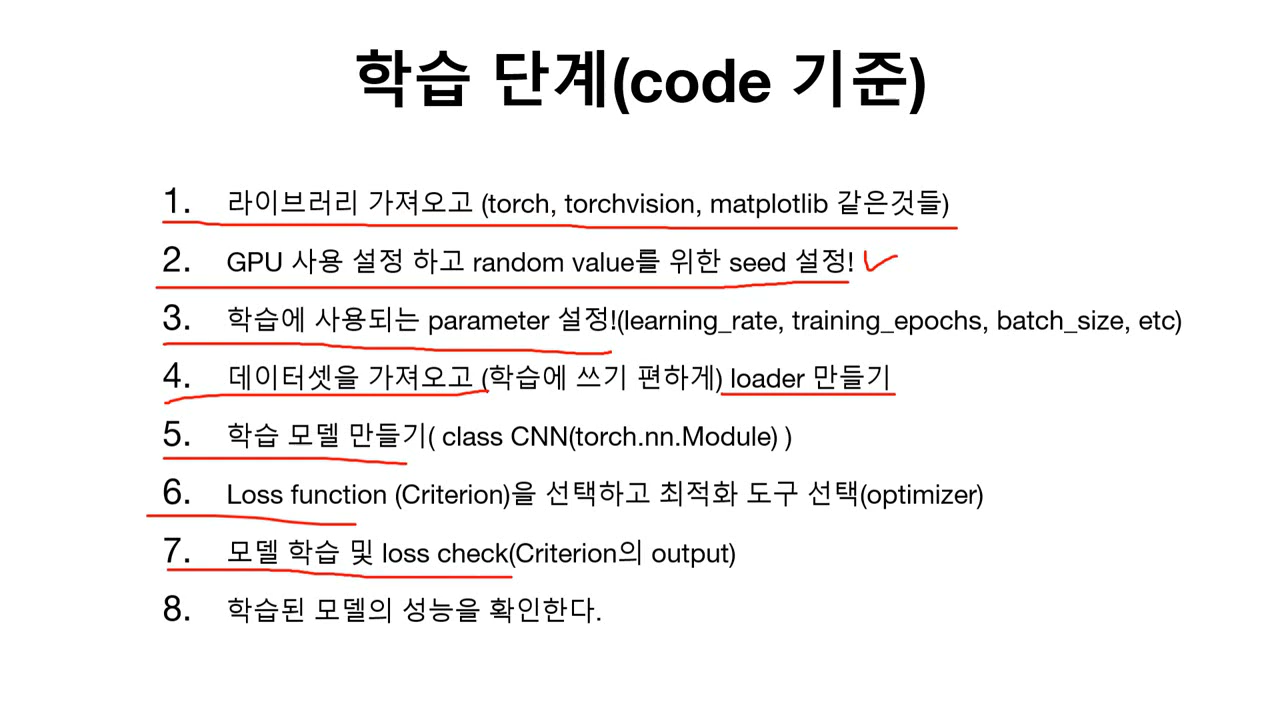 학습 단계(code 기준)
1. 라이브러리 가져오고 (torch, torchvision, matplotlib 같은것들)
2. GPU 사용 설정 하고 random value를 위한 seed 설정!
3. 학습에 사용되는 parameter 설정!(learning_rate, training_epochs, batch_size, etc)
4. 데이터셋을 가져오고 (학습에 쓰기 편하게) loader 만들기
5. 학습 모델 만들기( class CNN(torch.nn.Module) )
6. Loss function (Criterion)을 선택하고 최적화 도구 선택(optimizer)
7. 모델 학습 및 loss check(Criterion의 output)
8. 학습된 모델의 성능을 확인한다.